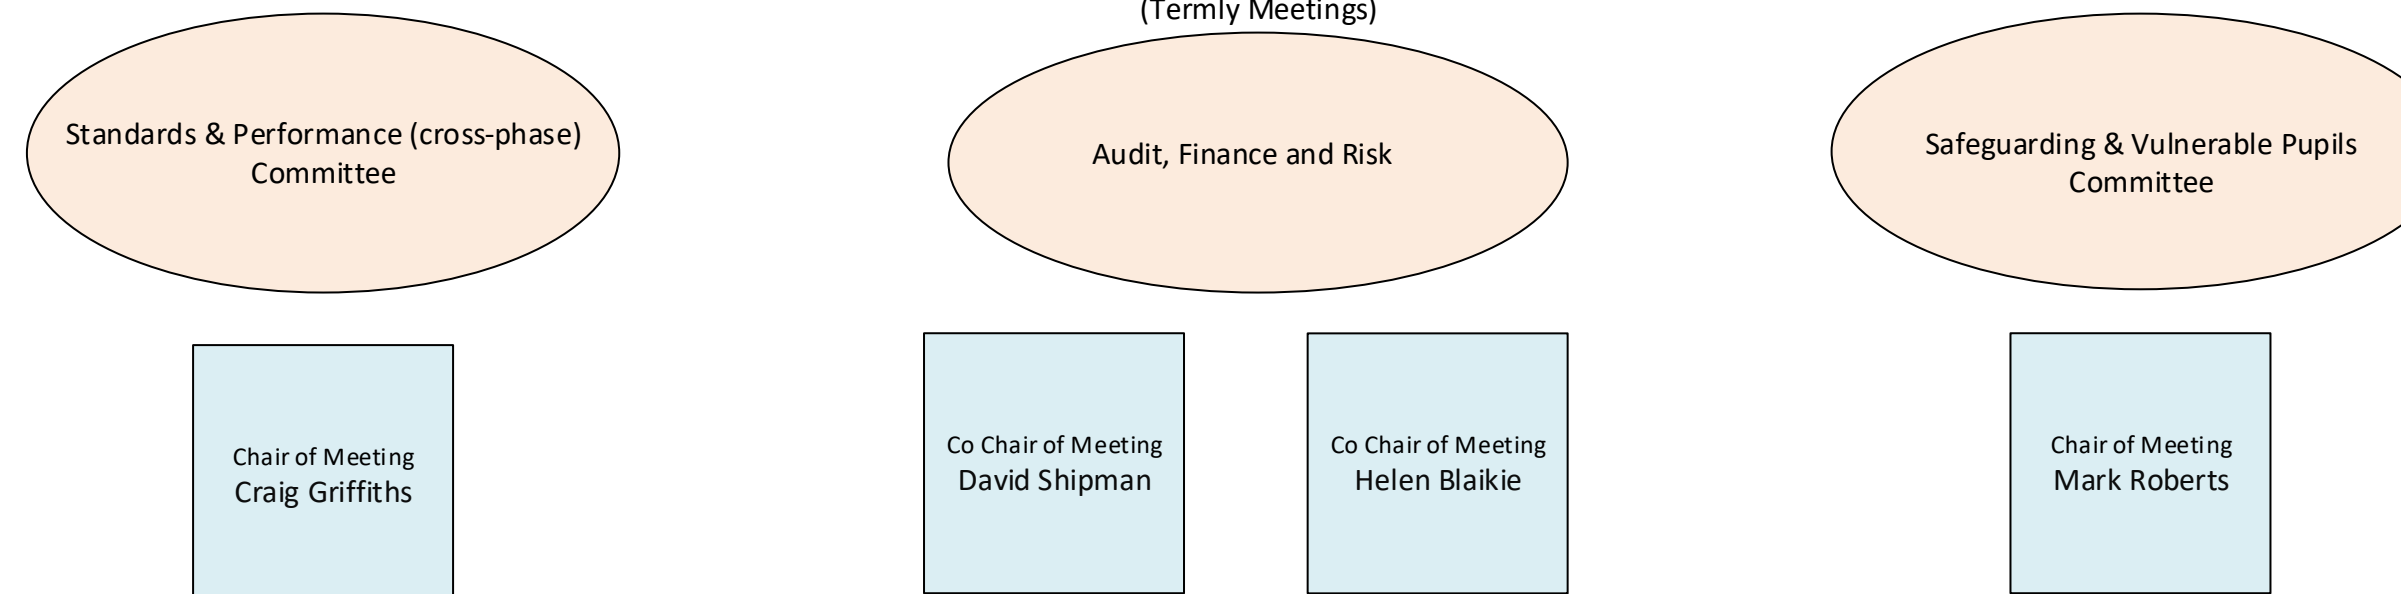 (Termly Meetings)
Standards & Performance (cross-phase)
Committee
Audit, Finance and Risk
Safeguarding & Vulnerable Pupils
Committee
Chair of Meeting
Craig Griffiths
Co Chair of Meeting
David Shipman
Co Chair of Meeting
Helen Blaikie
Chair of Meeting
Mark Roberts